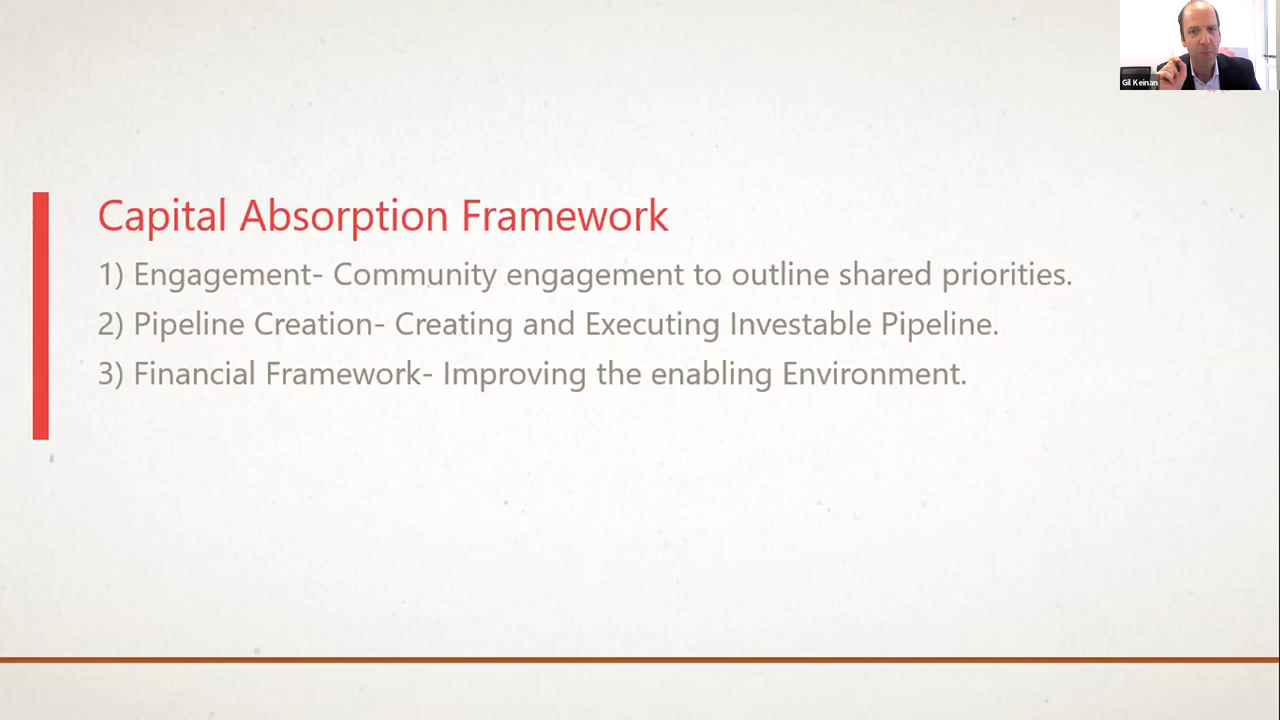 Gil Keinan
Capital Absorption Framework
1) Engagement- Community engagement to outline shared priorities.
2) Pipeline Creation- Creating and Executing Investable Pipeline.
3) Financial Framework- Improving the enabling Environment.